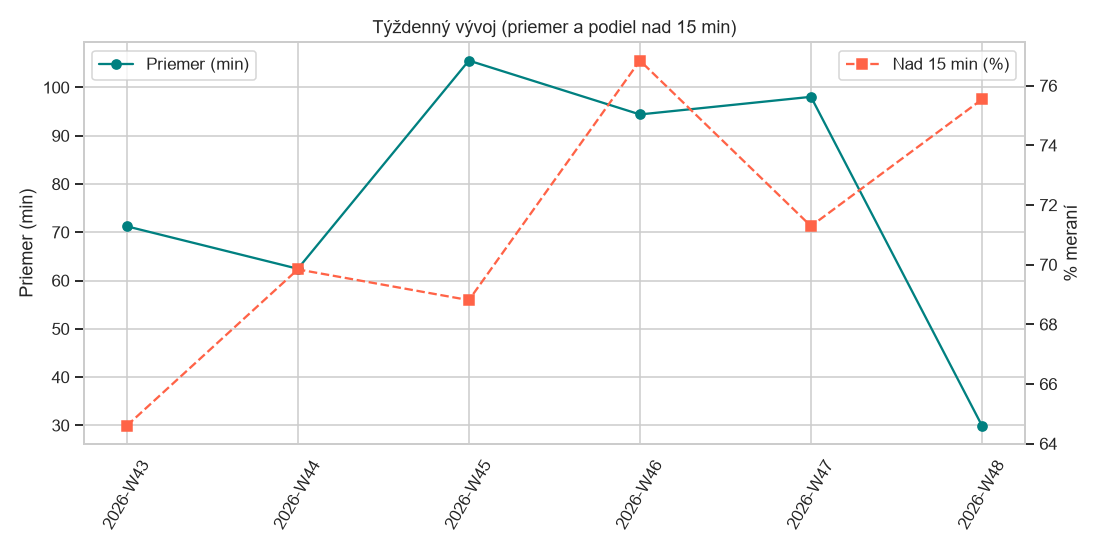 Týždenný vývoj (priemer a podiel nad 15 min)
Priemer (min)
Nad 15 min (%)
Priemer (min)
100
90
80
70
60
50
40
30
% meraní
76
74
72
70
68
66
64
2026-W43
2026-W44
2026-W45
2026-W46
2026-W47
2026-W48